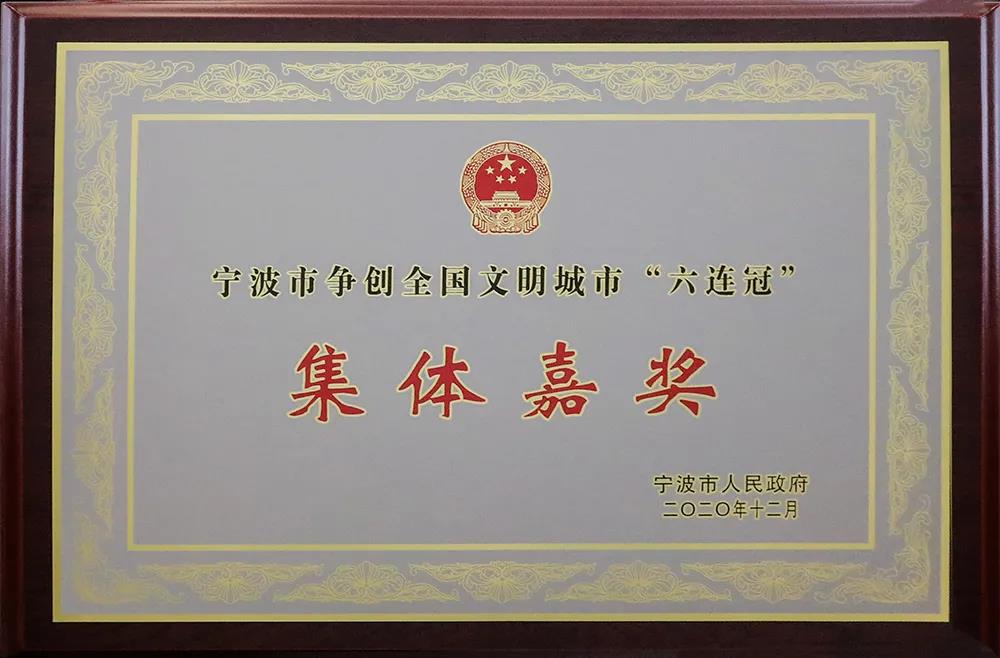 宁波市争创全国文明城市“六连冠”
集体嘉奖
宁波市人民政府
二〇二〇年十二月